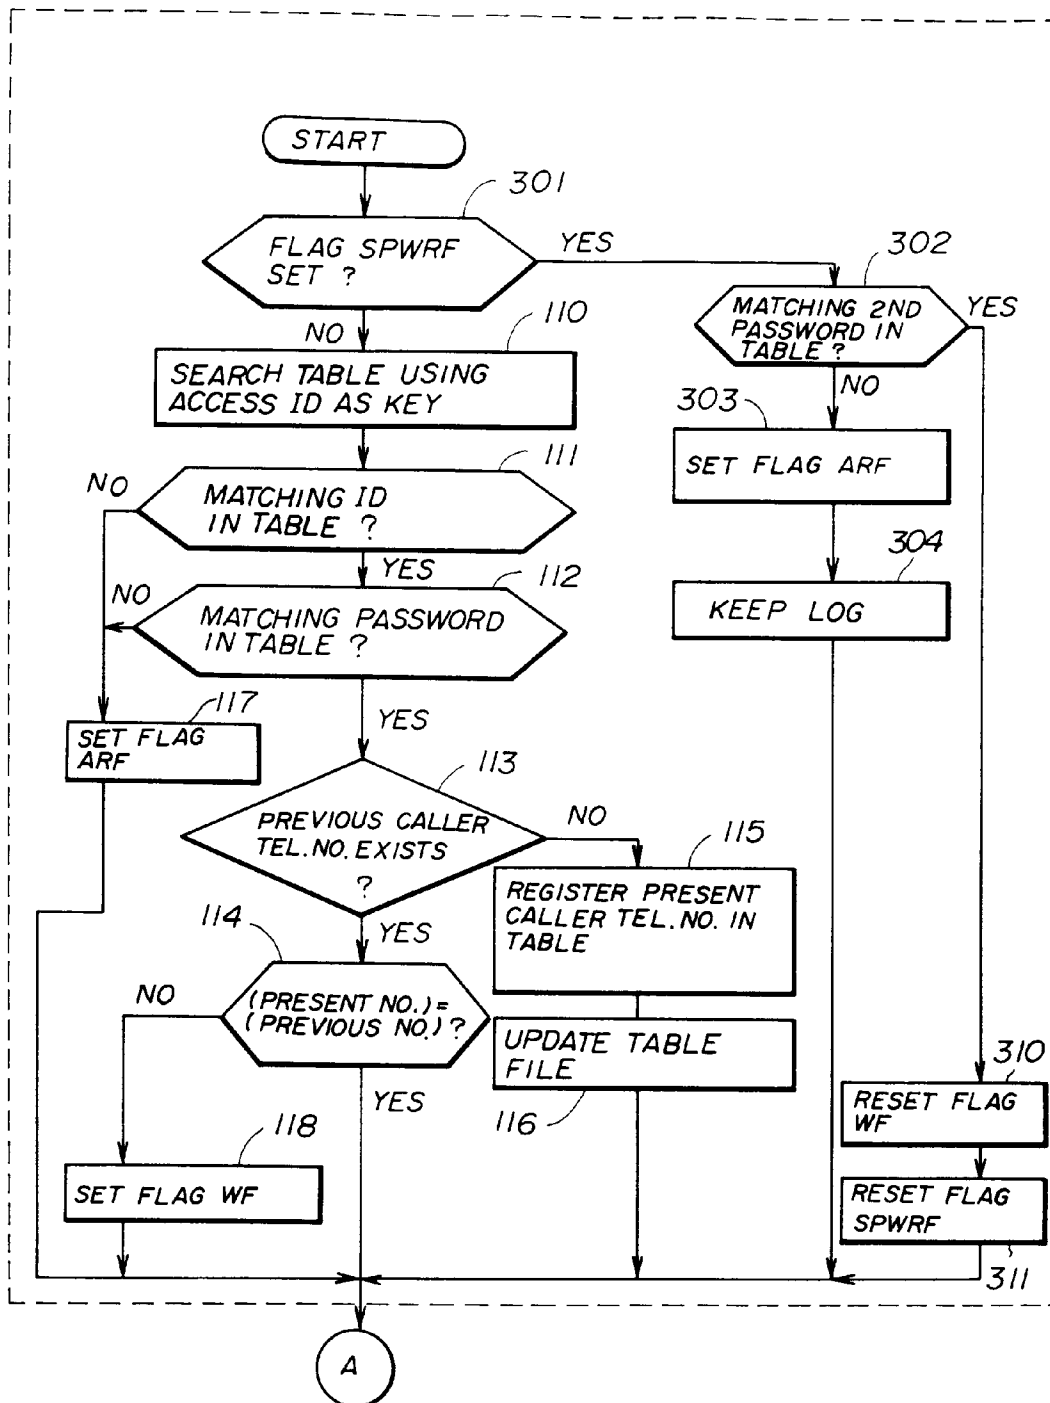 START
301
FLAG SPWRF
SET ?
YES
302
NO
110
MATCHING 2ND
PASSWORD IN
TABLE ?
YES
SEARCH TABLE USING
ACCESS ID AS KEY
NO
303
SET FLAG ARF
111
NO
MATCHING ID
IN TABLE ?
YES
304
KEEP LOG
112
NO
MATCHING PASSWORD
IN TABLE ?
YES
117
SET FLAG
ARF
113
PREVIOUS CALLER
TEL. NO. EXISTS
?
NO
115
REGISTER PRESENT
CALLER TEL. NO. IN
TABLE
YES
114
NO
(PRESENT NO.) =
(PREVIOUS NO.) ?
UPDATE TABLE
FILE
116
YES
310
RESET FLAG
WF
118
SET FLAG WF
RESET FLAG
SPWRF
311
A